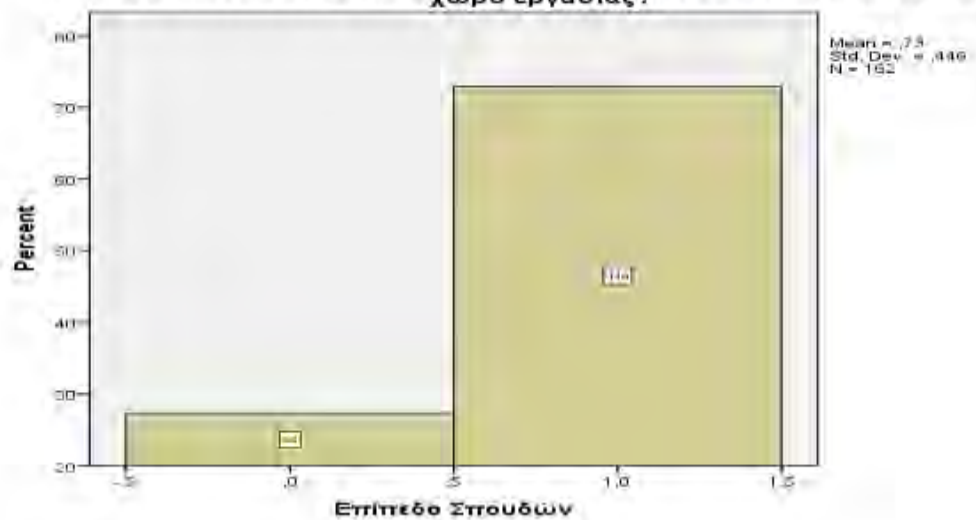 χώρο εργασίας?
Mean = ,73
Std. Dev. = ,446
N = 162
80
70
60
50
40
30
20
Percent
-,5
,0
,5
1,0
1,5
Επίπεδο Σπουδών